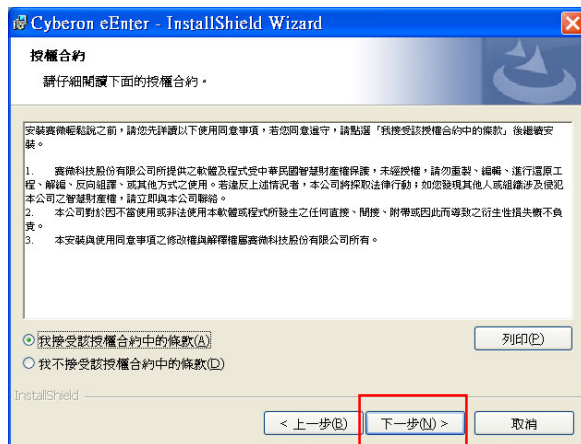 Cyberon eEnter - InstallShield Wizard
授權合約
請仔細閱讀下面的授權合約。
安裝賽微輕鬆說之前，請您先詳讀以下使用同意事項，若您同意遵守，請點選「我接受該授權合約中的條款」後繼續安
裝。
1. 賽微科技股份有限公司所提供之軟體及程式受中華民國智慧財產權保護，未經授權，請勿重製、編輯、進行還原工
程、解編、反向組譯、或其他方式之使用。若違反上述情況者，本公司將採取法律行動；如您發現其他人或組織涉及侵犯
本公司之智慧財產權，請立即與本公司聯絡。
2. 本公司對於因不當使用或非法使用本軟體或程式所發生之任何直接、間接、附帶或因此而導致之衍生性損失概不負
責。
3. 本安裝與使用同意事項之修改權與解釋權屬賽微科技股份有限公司所有。
我接受該授權合約中的條款(A)
列印(P)
我不接受該授權合約中的條款(D)
InstallShield
< 上一步(B)
下一步(N) >
取消